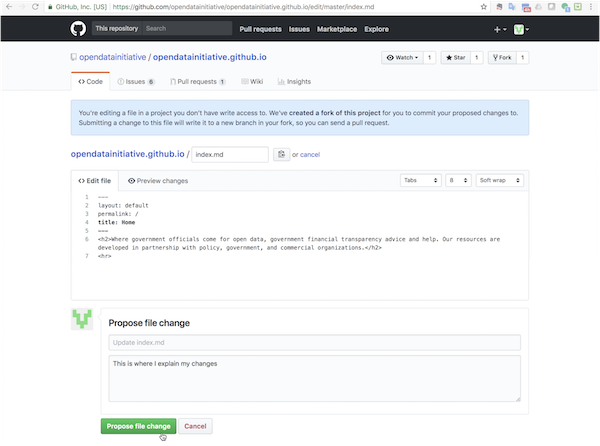 GitHub, Inc. [US] | https://github.com/opendatainitiative/opendatainitiative.github.io/edit/master/index.md
This repository Search Pull requests Issues Marketplace Explore
opendatainitiative / opendatainitiative.github.io Watch 1 Star 1 Fork 1
Code Issues 6 Pull requests 1 Wiki Insights
You're editing a file in a project you don't have write access to. We've created a fork of this project for you to commit your proposed changes to.
Submitting a change to this file will write it to a new branch in your fork, so you can send a pull request.
opendatainitiative.github.io / index.md or cancel
Edit file Preview changes Tabs 8 Soft wrap
1 ---
2 layout: default
3 permalink: /
4 title: Home
5 ---
6 <h2>Where government officials come for open data, government financial transparency advice and help. Our resources are
developed in partnership with policy, government, and commercial organizations.</h2>
7 <hr>
Propose file change
Update index.md
This is where I explain my changes
Propose file change Cancel